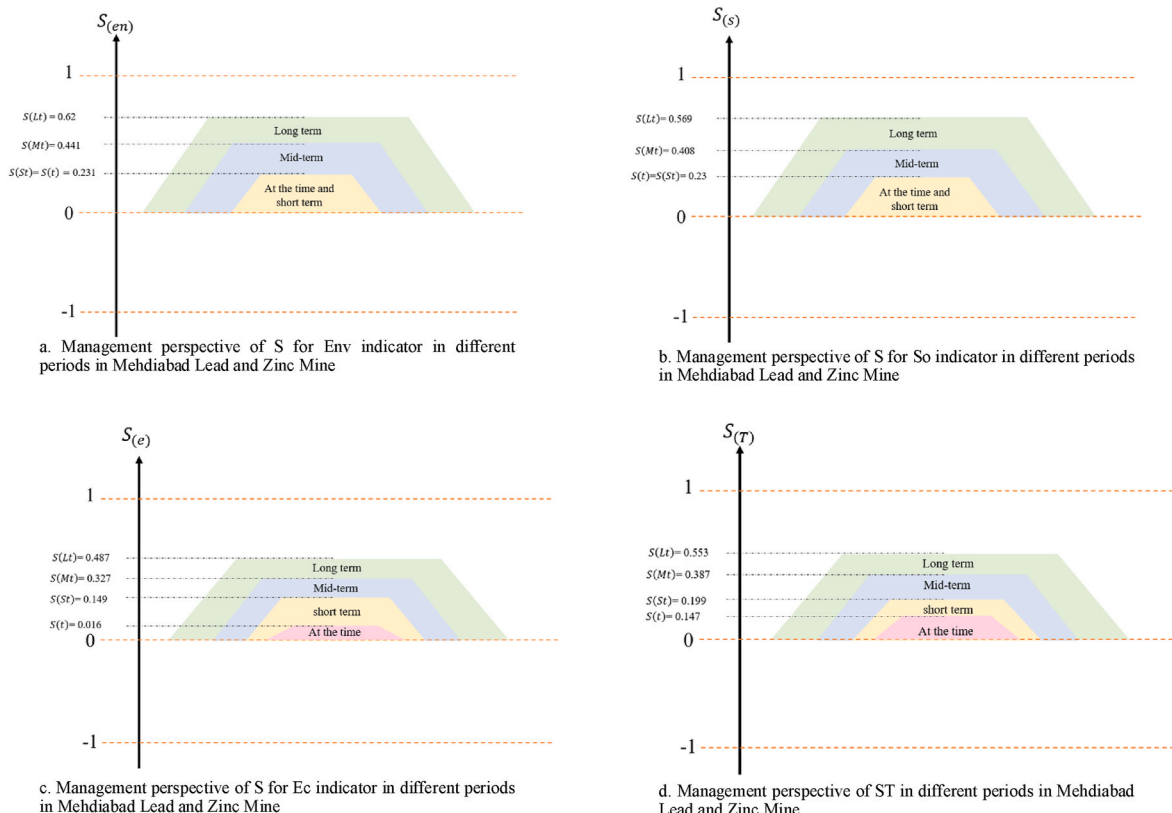 S(en)
1
S(Lt) = 0.62
Long term
S(Mt) = 0.441
Mid-term
S(St)= S(t) = 0.231
At the time and
short term
0
-1
a. Management perspective of S for Env indicator in different
periods in Mehdiabad Lead and Zinc Mine
S(s)
1
S(Lt) = 0.569
Long term
S(Mt) = 0.408
Mid-term
S(t)=S(St)= 0.23
At the time and
short term
0
-1
b. Management perspective of S for So indicator in different periods
in Mehdiabad Lead and Zinc Mine
S(e)
1
S(Lt)= 0.487
Long term
S(Mt)= 0.327
Mid-term
S(St)= 0.149
short term
S(t)= 0.016
At the time
0
-1
c. Management perspective of S for Ec indicator in different periods
in Mehdiabad Lead and Zinc Mine
S(T)
1
S(Lt)= 0.553
Long term
S(Mt)= 0.387
Mid-term
S(St)= 0.199
short term
S(t)= 0.147
At the time
0
-1
d. Management perspective of ST in different periods in Mehdiabad
Lead and Zinc Mine